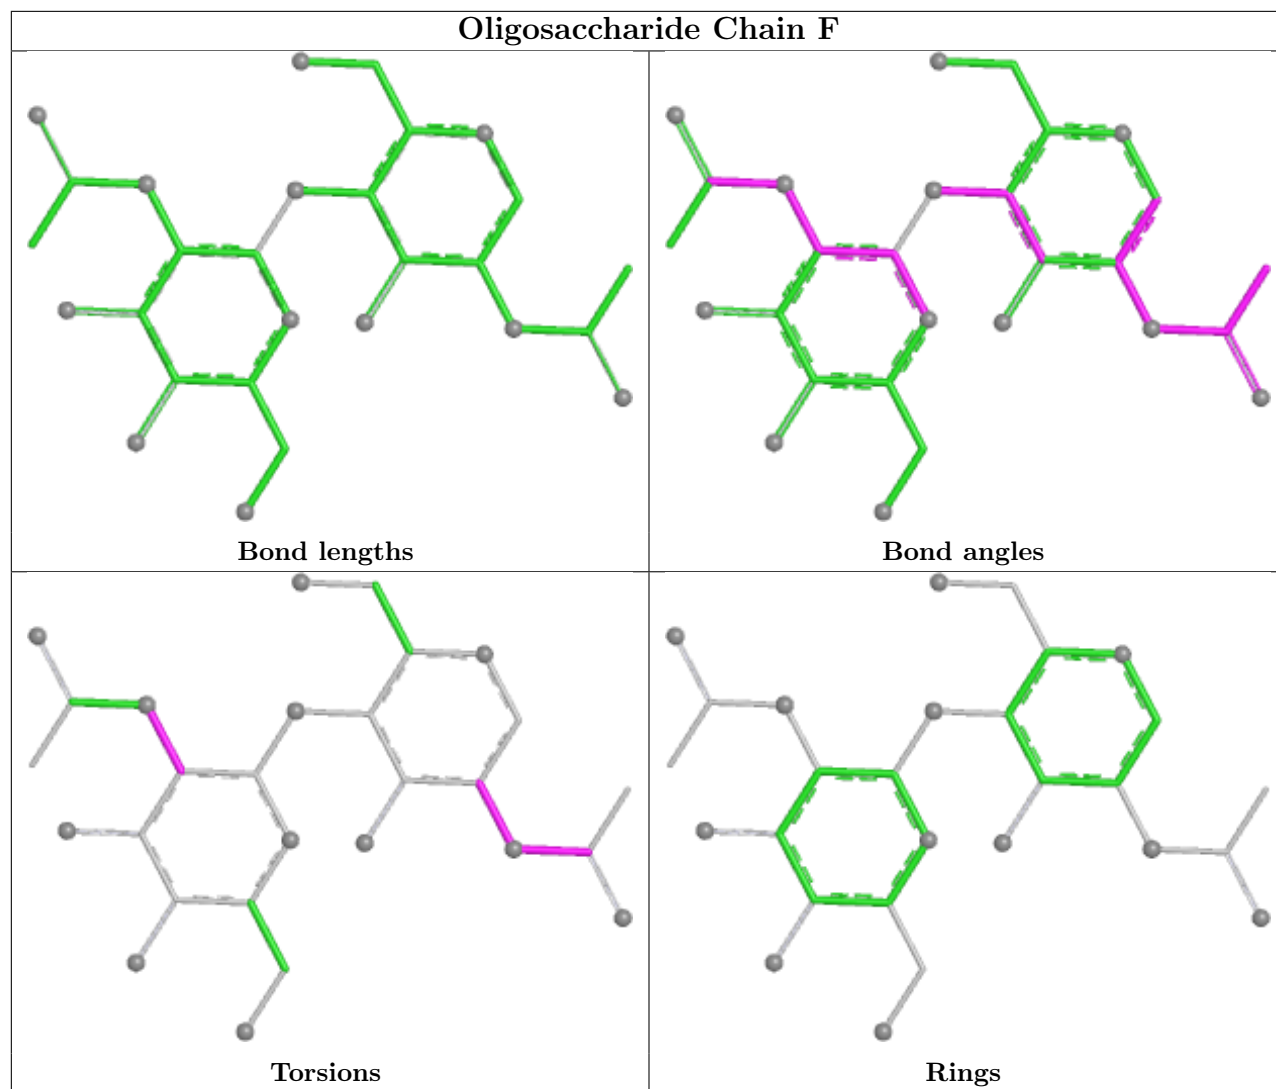 Oligosaccharide Chain F
Bond lengths
Bond angles
Torsions
Rings